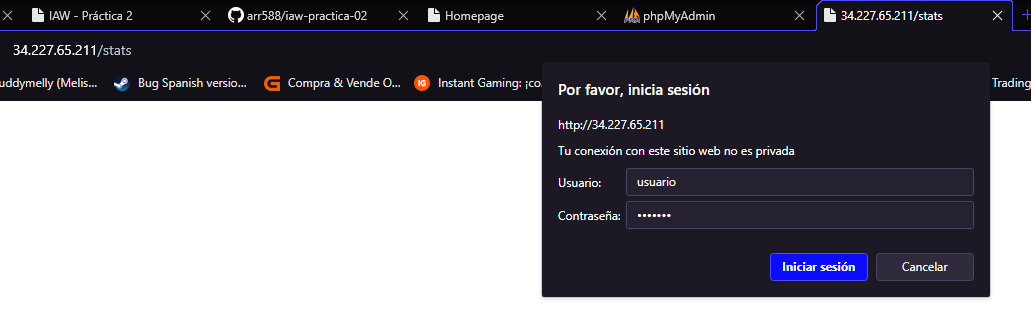 IAW - Práctica 2
arr588/iaw-practica-02
Homepage
phpMyAdmin
34.227.65.211/stats
34.227.65.211/stats
uddymelly (Melis...
Bug Spanish versio...
Compra & Vende O...
IG
Instant Gaming: ¡co
Trading
Por favor, inicia sesión
http://34.227.65.211
Tu conexión con este sitio web no es privada
Usuario:
usuario
Contraseña:
•••••••
Iniciar sesión
Cancelar